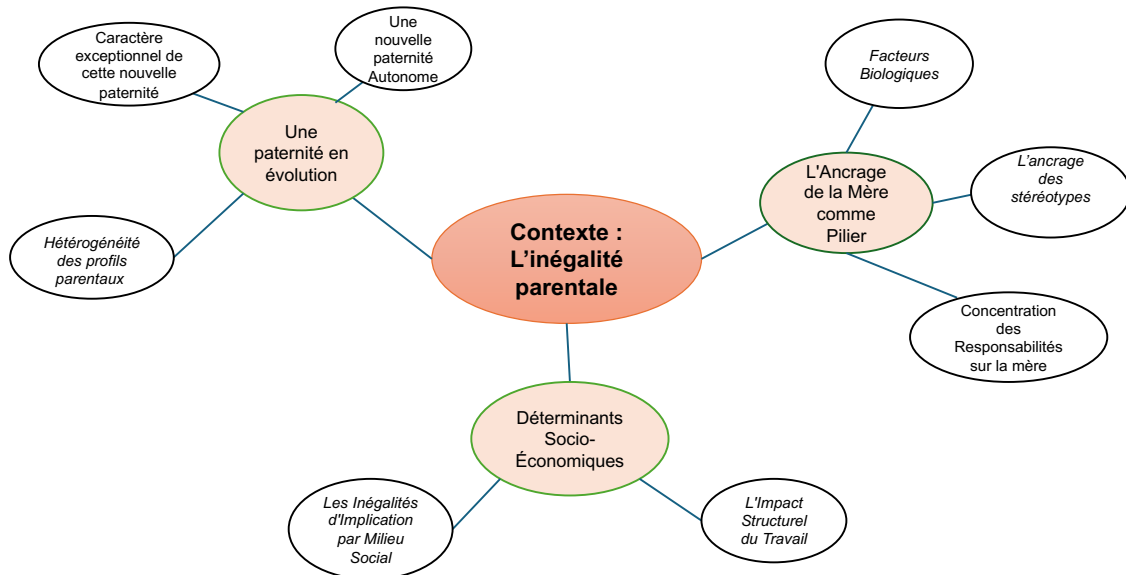 Caractère
exceptionnel de
cette nouvelle
paternité
Une
nouvelle
paternité
Autonome
Une
paternité en
évolution
Hétérogénéité
des profils
parentaux
Contexte :
L’inégalité
parentale
Facteurs
Biologiques
L'Ancrage
de la Mère
comme
Pilier
L’ancrage
des
stéréotypes
Concentration
des
Responsabilités
sur la mère
Déterminants
Socio-
Économiques
Les Inégalités
d'Implication
par Milieu
Social
L'Impact
Structurel
du Travail